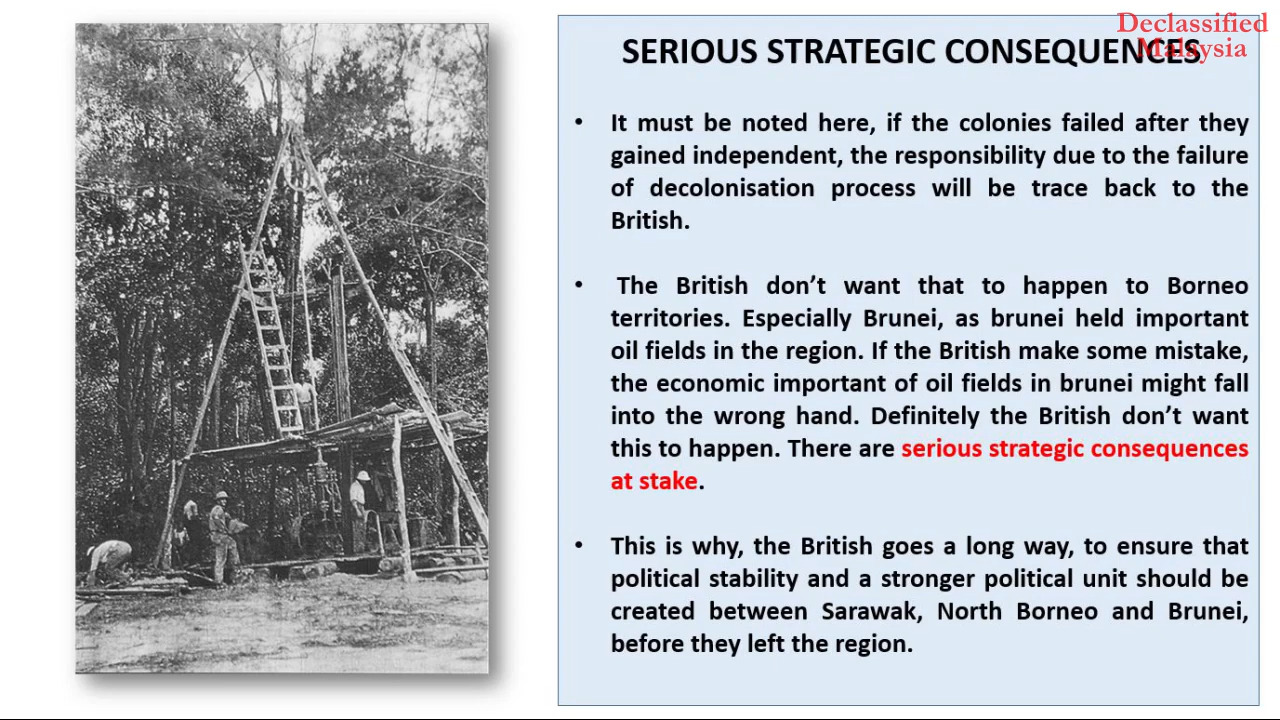 Declassified
Malaysia
SERIOUS STRATEGIC CONSEQUENCES
• It must be noted here, if the colonies failed after they
gained independent, the responsibility due to the failure
of decolonisation process will be trace back to the
British.
• The British don't want that to happen to Borneo
territories. Especially Brunei, as brunei held important
oil fields in the region. If the British make some mistake,
the economic important of oil fields in brunei might fall
into the wrong hand. Definitely the British don't want
this to happen. There are serious strategic consequences
at stake.
• This is why, the British goes a long way, to ensure that
political stability and a stronger political unit should be
created between Sarawak, North Borneo and Brunei,
before they left the region.